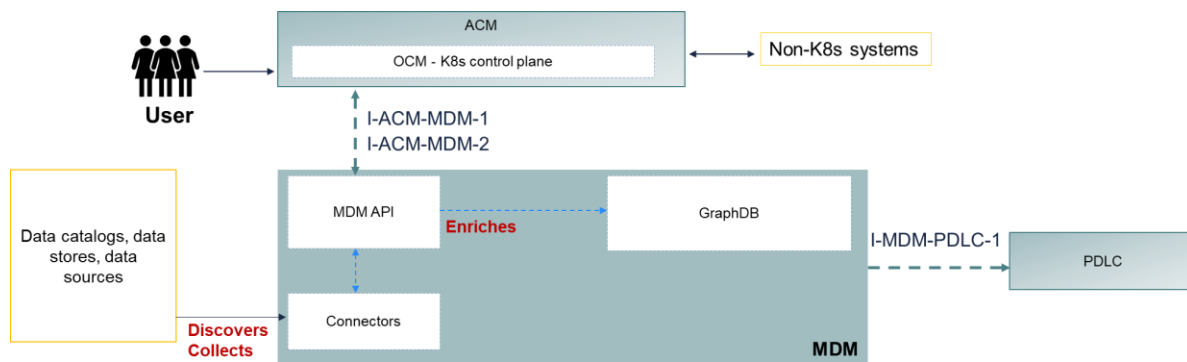 ACM
OCM - K8s control plane
Non-K8s systems
User
I-ACM-MDM-1
I-ACM-MDM-2
Data catalogs, data
stores, data
sources
MDM API
Enriches
GraphDB
I-MDM-PDLC-1
PDLC
Discovers
Collects
Connectors
MDM